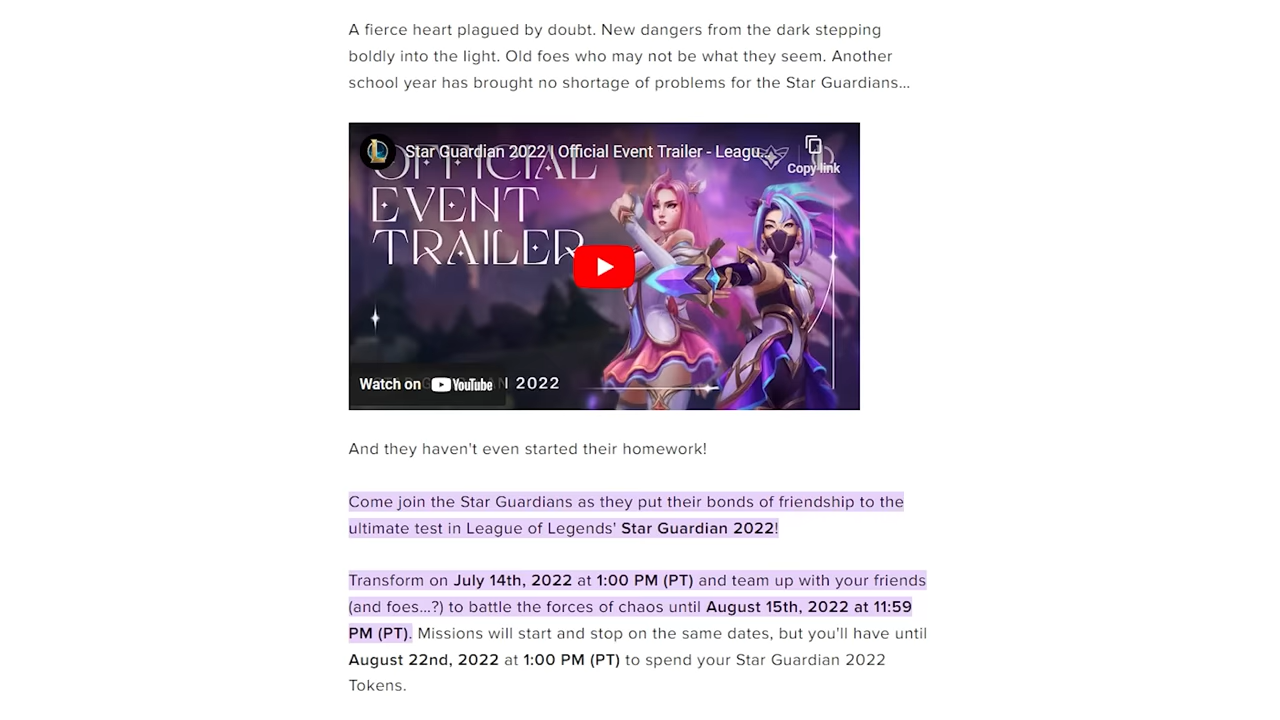 A fierce heart plagued by doubt. New dangers from the dark stepping
boldly into the light. Old foes who may not be what they seem. Another
school year has brought no shortage of problems for the Star Guardians...
Star Guardian 2022 | Official Event Trailer - Leagu...
Copy link
OFFICIAL
EVENT
TRAILER
Watch on YouTube
2022
And they haven't even started their homework!
Come join the Star Guardians as they put their bonds of friendship to the
ultimate test in League of Legends' Star Guardian 2022!
Transform on July 14th, 2022 at 1:00 PM (PT) and team up with your friends
(and foes...?) to battle the forces of chaos until August 15th, 2022 at 11:59
PM (PT). Missions will start and stop on the same dates, but you'll have until
August 22nd, 2022 at 1:00 PM (PT) to spend your Star Guardian 2022
Tokens.